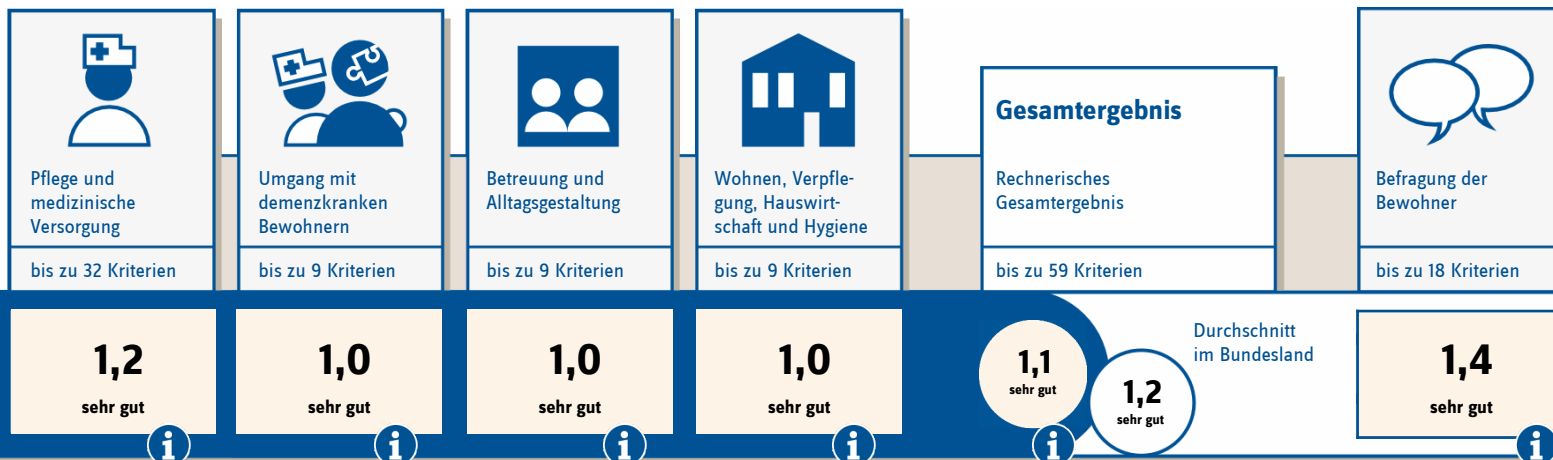 Pflege und
medizinische
Versorgung
bis zu 32 Kriterien
1,2
sehr gut
i
Umgang mit
demenzkranken
Bewohnern
bis zu 9 Kriterien
1,0
sehr gut
i
Betreuung und
Alltagsgestaltung
bis zu 9 Kriterien
1,0
sehr gut
i
Wohnen, Verpfle-
gung, Hauswirt-
schaft und Hygiene
bis zu 9 Kriterien
1,0
sehr gut
i
Gesamtergebnis
Rechnerisches
Gesamtergebnis
bis zu 59 Kriterien
1,1
sehr gut
i
Durchschnitt
im Bundesland
1,2
sehr gut
Befragung der
Bewohner
bis zu 18 Kriterien
1,4
sehr gut
i